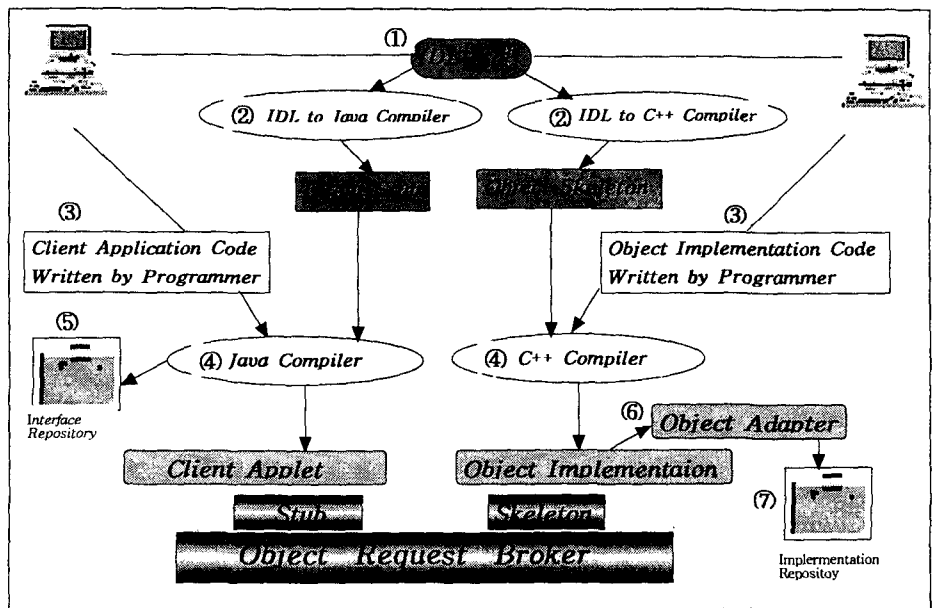 ①
② IDL to Java Compiler
② IDL to C++ Compiler
Object Skeleton
③
③
Client Application Code
Written by Programmer
Object Implementation Code
Written by Programmer
⑤
④ Java Compiler
④ C++ Compiler
Interface
Repository
⑥
Object Adapter
Client Applet
Object Implementaion
⑦
Stub
Skeleton
Object Request Broker
Implermentation
Repositoy